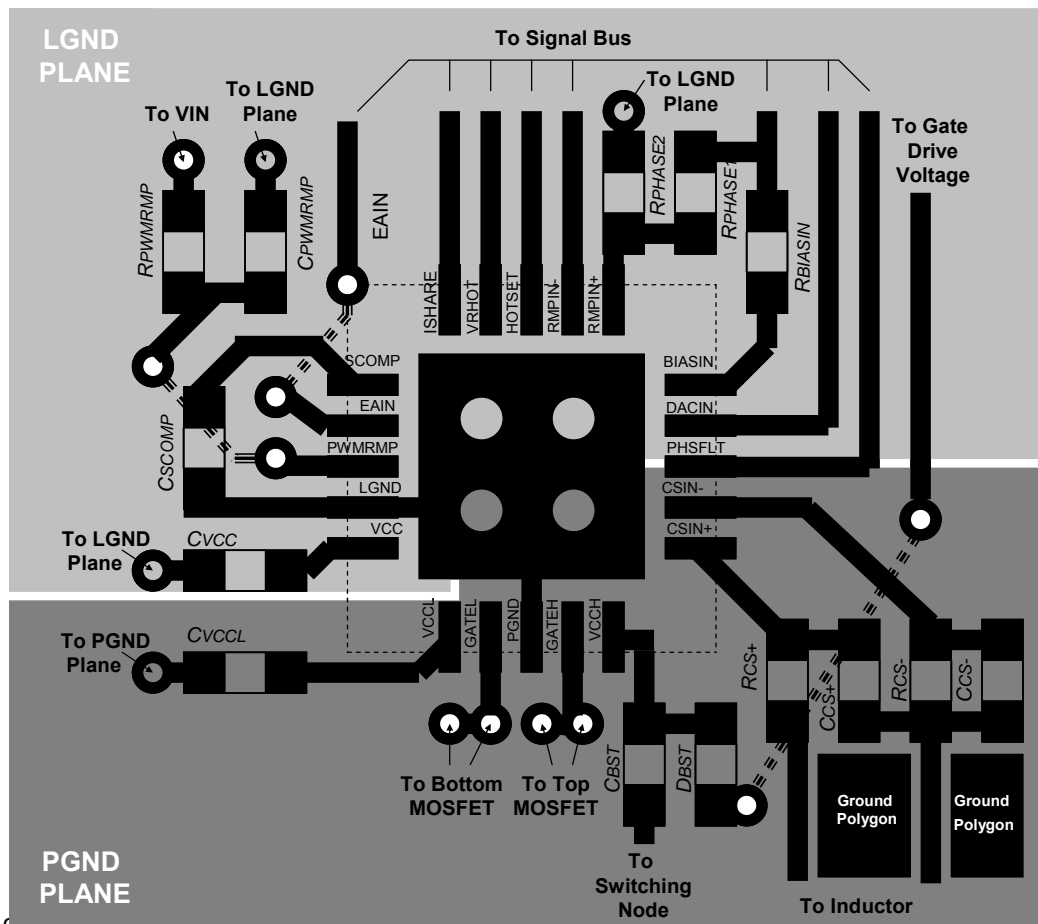 LGND
PLANE
To Signal Bus
To LGND
Plane
To VIN
To LGND
Plane
To Gate
Drive
Voltage
RPWMRMP
CPWMRMP
EAIN
RPHASE2
RPHASE1
RBIASIN
ISHARE
VRHOT
HOTSET
RMPIN-
RMPIN+
SCOMP
EAIN
PWMRMP
LGND
VCC
BIASIN
DACIN
PHSFLT
CSIN-
CSIN+
CSCOMP
To LGND
Plane
CVCC
VCCL
GATEL
PGND
GATEH
VCCH
To PGND
Plane
CVCCL
RCS+
CCS+
RCS-
CCS-
To Bottom
MOSFET
To Top
MOSFET
CBST
DBST
Ground
Polygon
Ground
Polygon
PGND
PLANE
To
Switching
Node
To Inductor